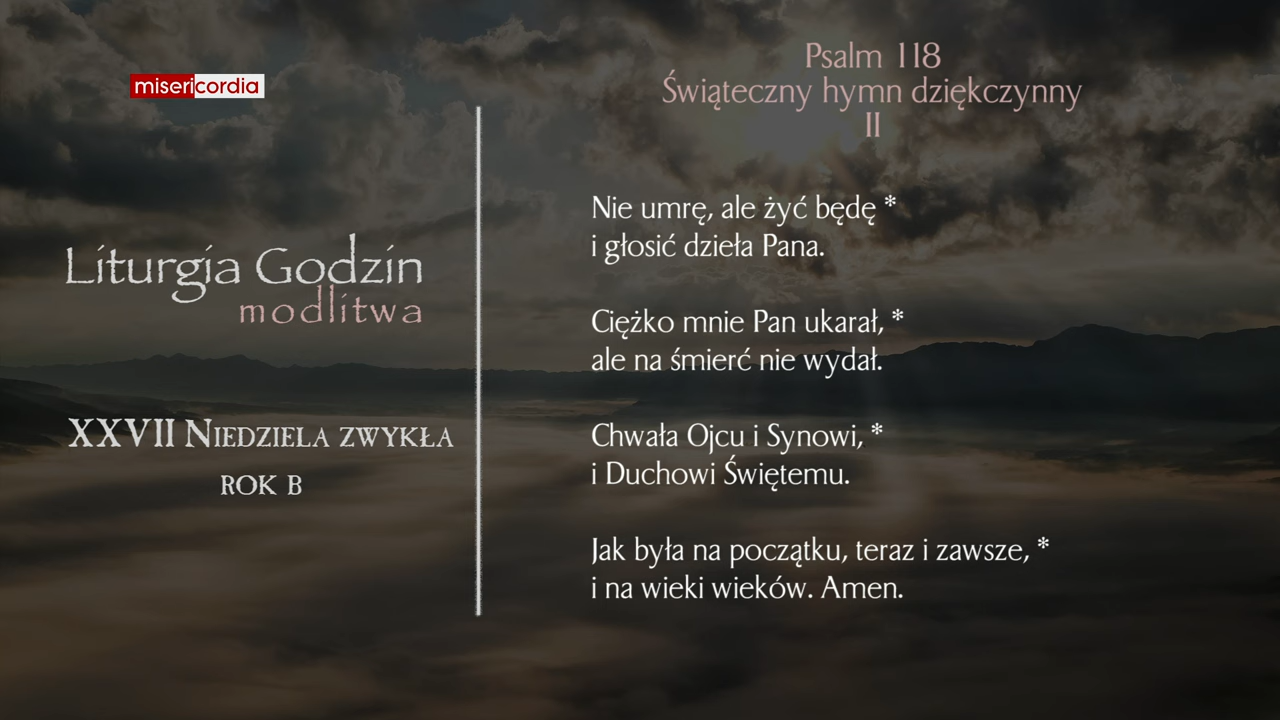 misericordia
Liturgia Godzin
modlitwa
XXVII Niedziela zwykła
rok B
Psalm 118
Świąteczny hymn dziękczynny
II
Nie umrę, ale żyć będę *
i głosić dzieła Pana.
Ciężko mnie Pan ukarał, *
ale na śmierć nie wydał.
Chwała Ojcu i Synowi, *
i Duchowi Świętemu.
Jak była na początku, teraz i zawsze, *
i na wieki wieków. Amen.